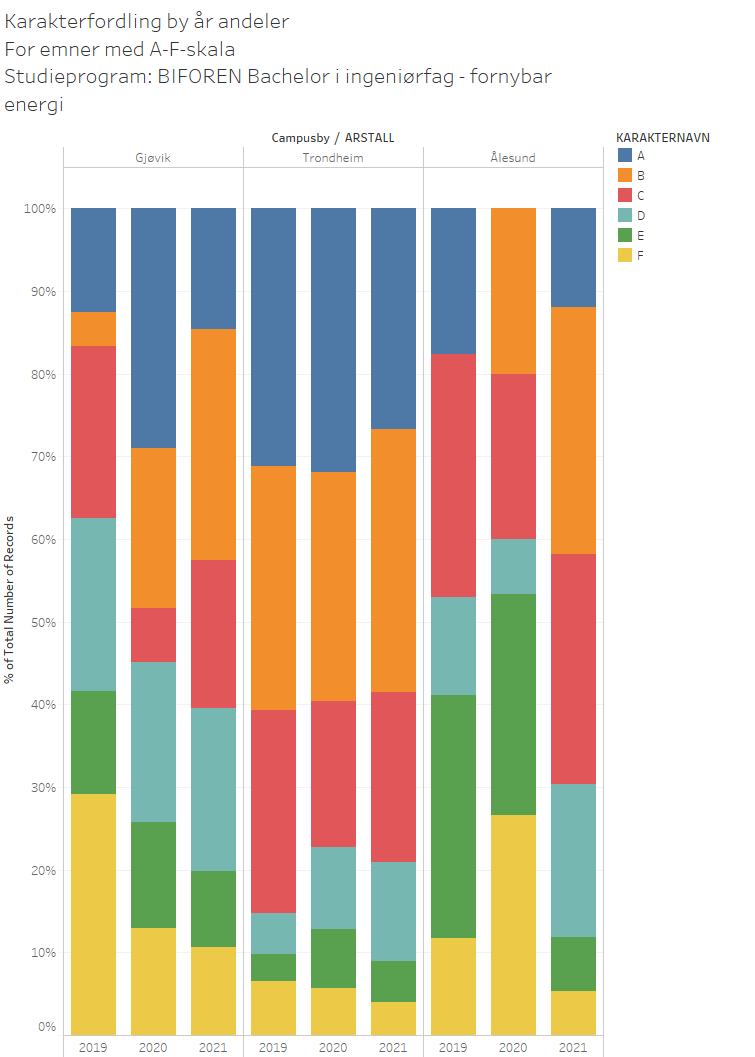 Karakterfordling by år andeler
For emner med A-F-skala
Studieprogram: BIFOREN Bachelor i ingeniørfag - fornybar
energi
Campusby / ARSTALL
KARAKTERNAVN
Gjøvik
Trondheim
Ålesund
A
B
C
D
E
F
100%
90%
80%
70%
60%
50%
40%
30%
20%
10%
0%
% of Total Number of Records
2019 2020 2021 2019 2020 2021 2019 2020 2021